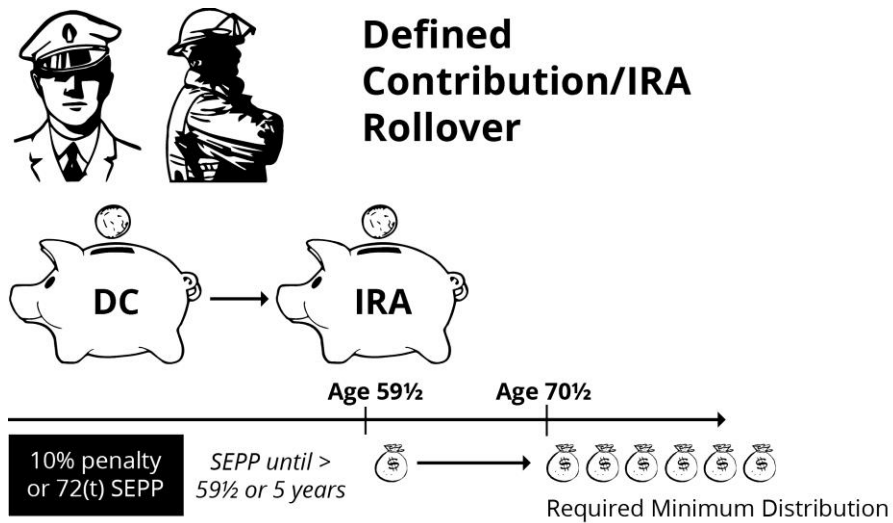 Defined
Contribution/IRA
Rollover
DC
IRA
Age 59½
Age 70½
10% penalty
or 72(t) SEPP
SEPP until >
59½ or 5 years
$
$ $ $ $ $ $
Required Minimum Distribution